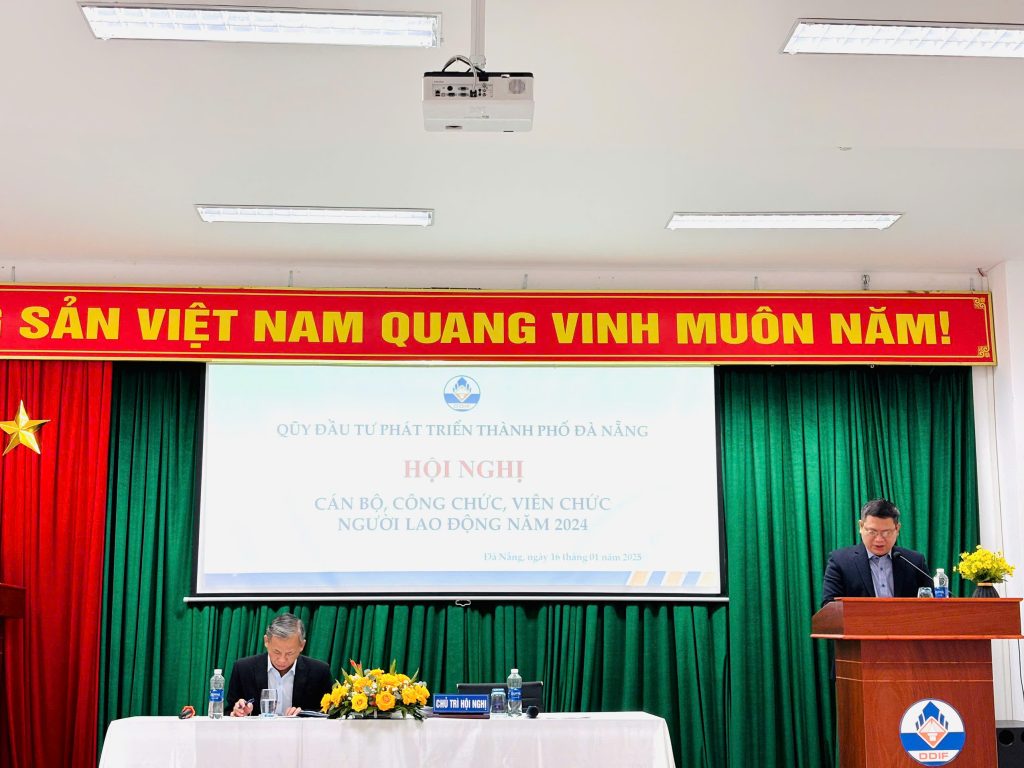 SẢN VIỆT NAM QUANG VINH MUÔN NĂM!
QUỸ ĐẦU TƯ PHÁT TRIỂN THÀNH PHỐ ĐÀ NẴNG
HỘI NGHỊ
CÁN BỘ, CÔNG CHỨC, VIÊN CHỨC
NGƯỜI LAO ĐỘNG NĂM 2024
Đà Nẵng, ngày 16 tháng 01 năm 2025
CHỦ TRÌ HỘI NGHỊ
DDIF